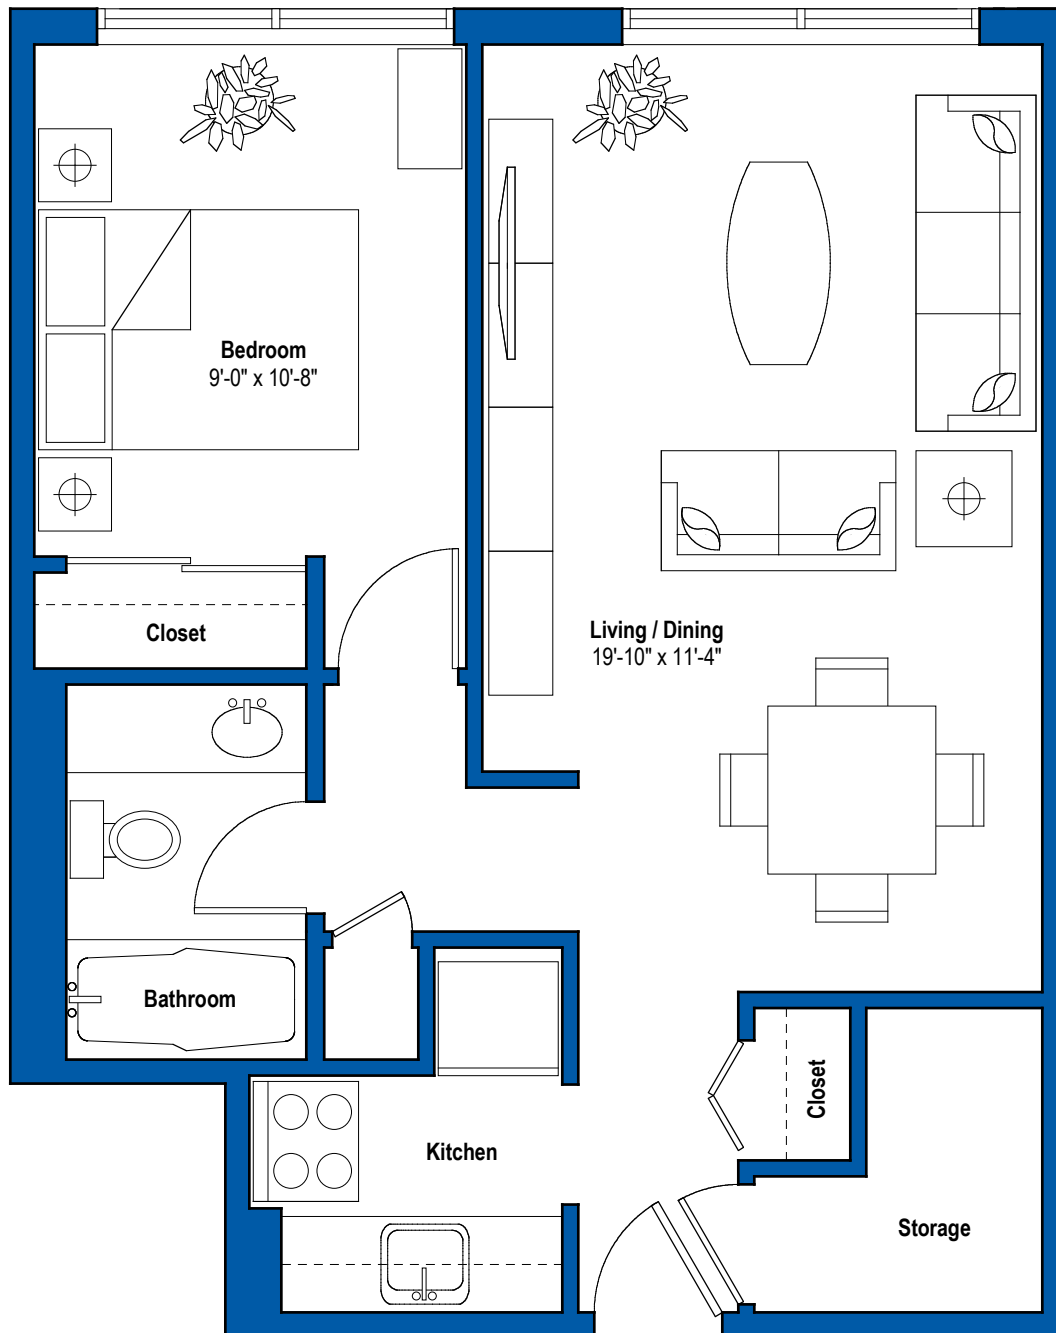 Bedroom
9'-0" x 10'-8"
Closet
Living / Dining
19'-10" x 11'-4"
Bathroom
Closet
Kitchen
Storage